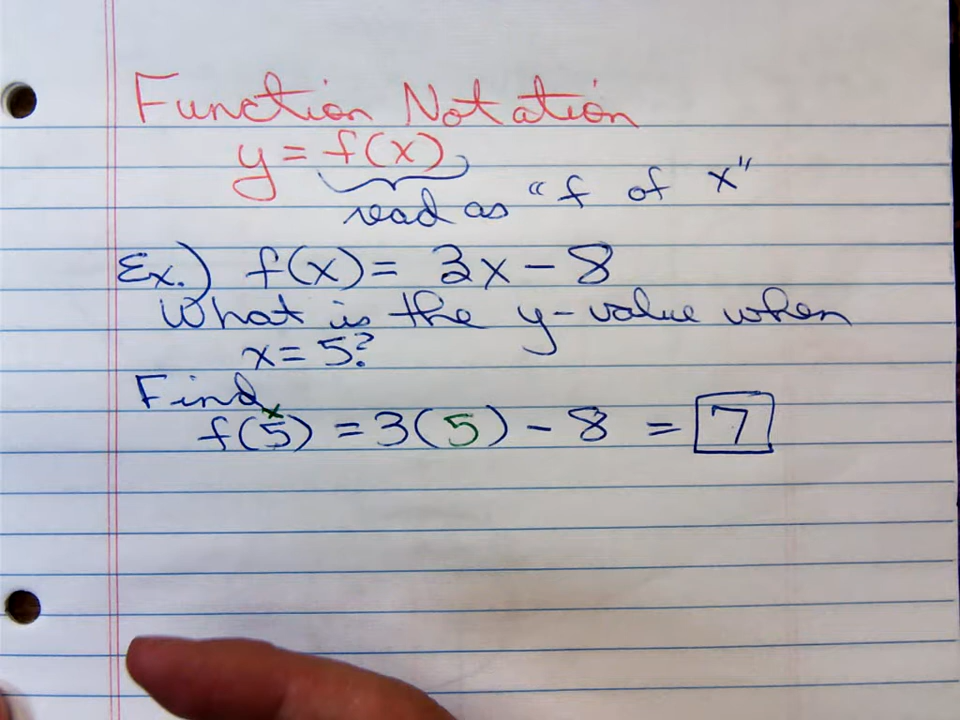 Function Notation
y = f(x)
read as "f of x"
Ex.) f(x) = 3x - 8
What is the y-value when
x = 5?
Find
x
f(5) = 3(5) - 8 = 7